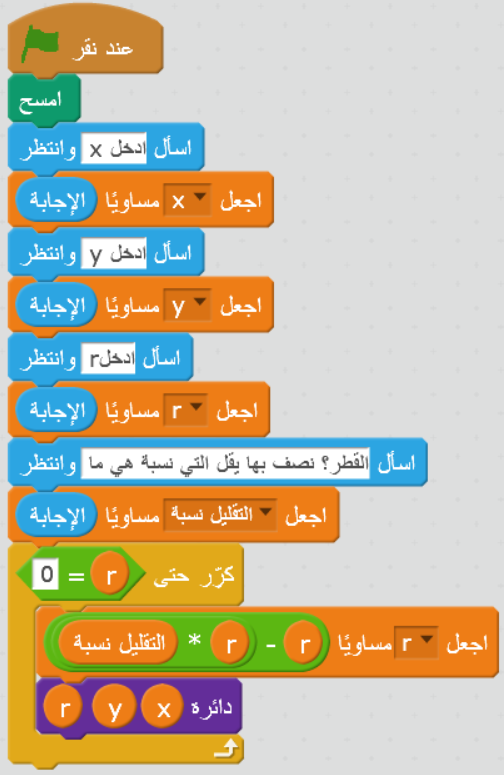 عند نقر
امسح
اسأل ادخل x وانتظر
اجعل x مساويًا الإجابة
اسأل ادخل y وانتظر
اجعل y مساويًا الإجابة
اسأل ادخلr وانتظر
اجعل r مساويًا الإجابة
اسأل القطر؟ نصف بها يقل التي نسبة هي ما وانتظر
اجعل التقليل نسبة مساويًا الإجابة
كرّر حتى r = 0
اجعل r مساويًا r - r * التقليل نسبة
دائرة x y r